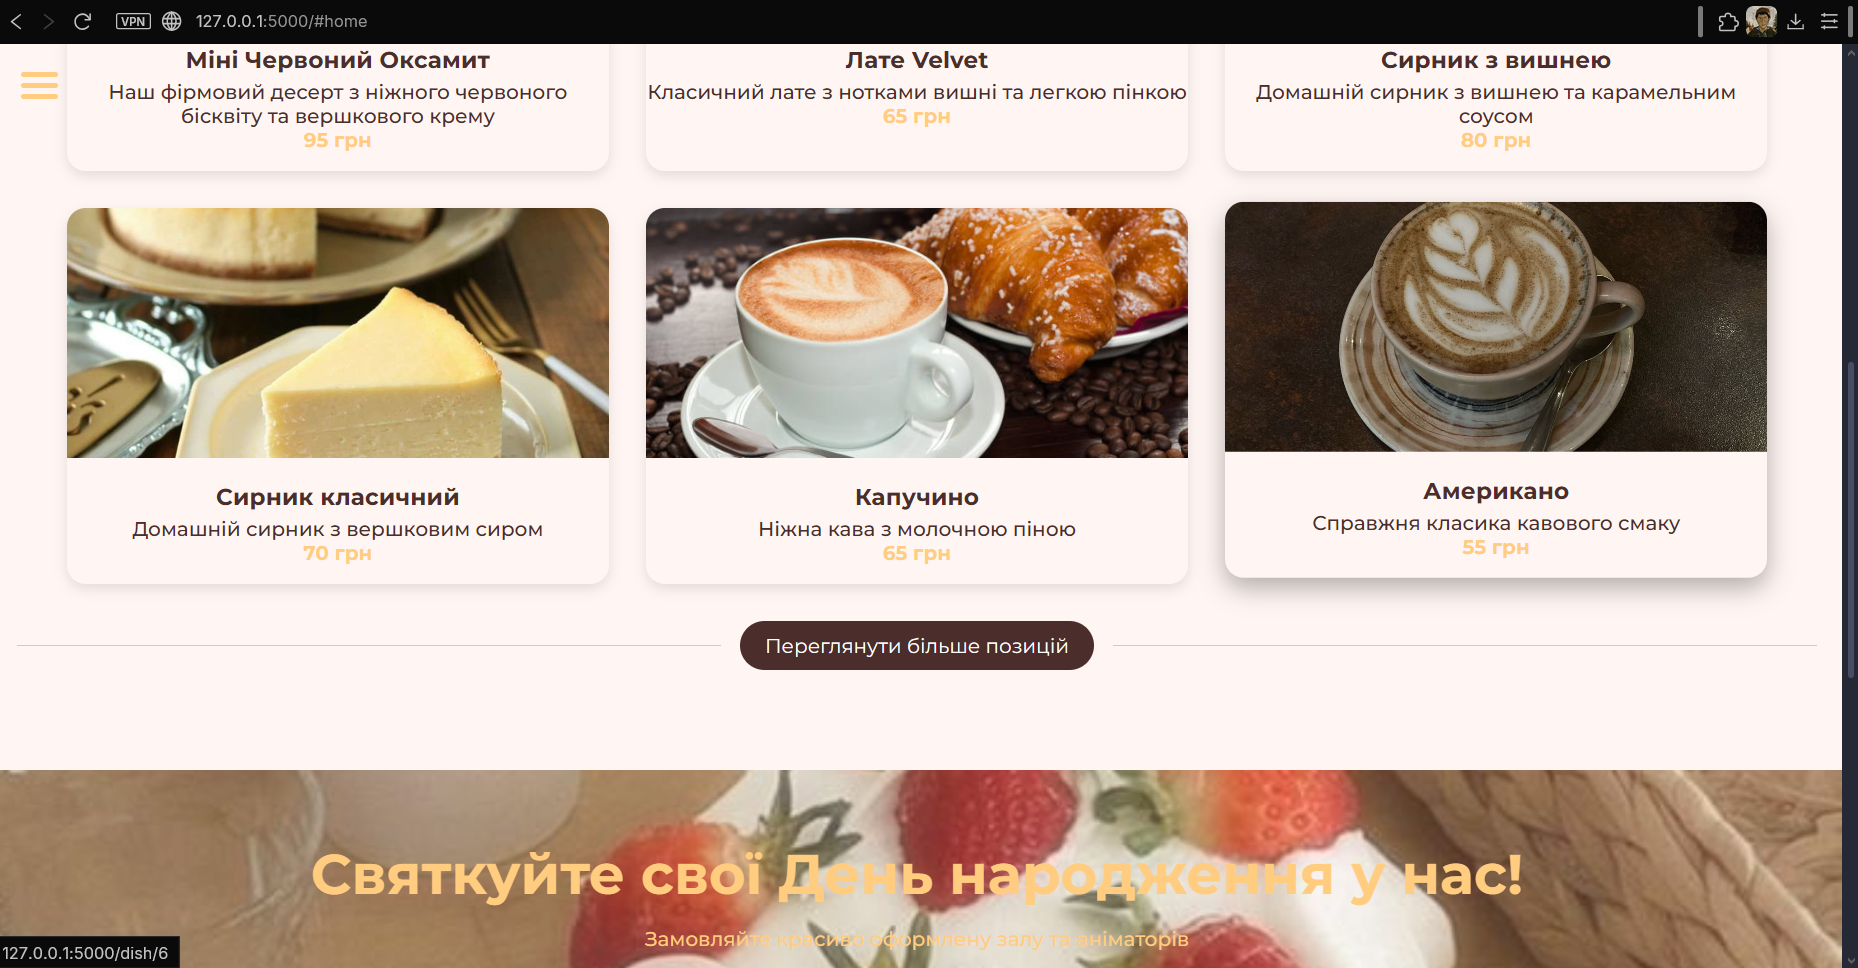 VPN 127.0.0.1:5000/#home
Міні Червоний Оксамит
Наш фірмовий десерт з ніжного червоного
бісквіту та вершкового крему
95 грн
Лате Velvet
Класичний лате з нотками вишні та легкою пінкою
65 грн
Сирник з вишнею
Домашній сирник з вишнею та карамельним
соусом
80 грн
Сирник класичний
Домашній сирник з вершковим сиром
70 грн
Капучино
Ніжна кава з молочною піною
65 грн
Американо
Справжня класика кавового смаку
55 грн
Переглянути більше позицій
Святкуйте свої День народження у нас!
Замовляйте красиво оформлену залу та аніматорів
127.0.0.1:5000/dish/6